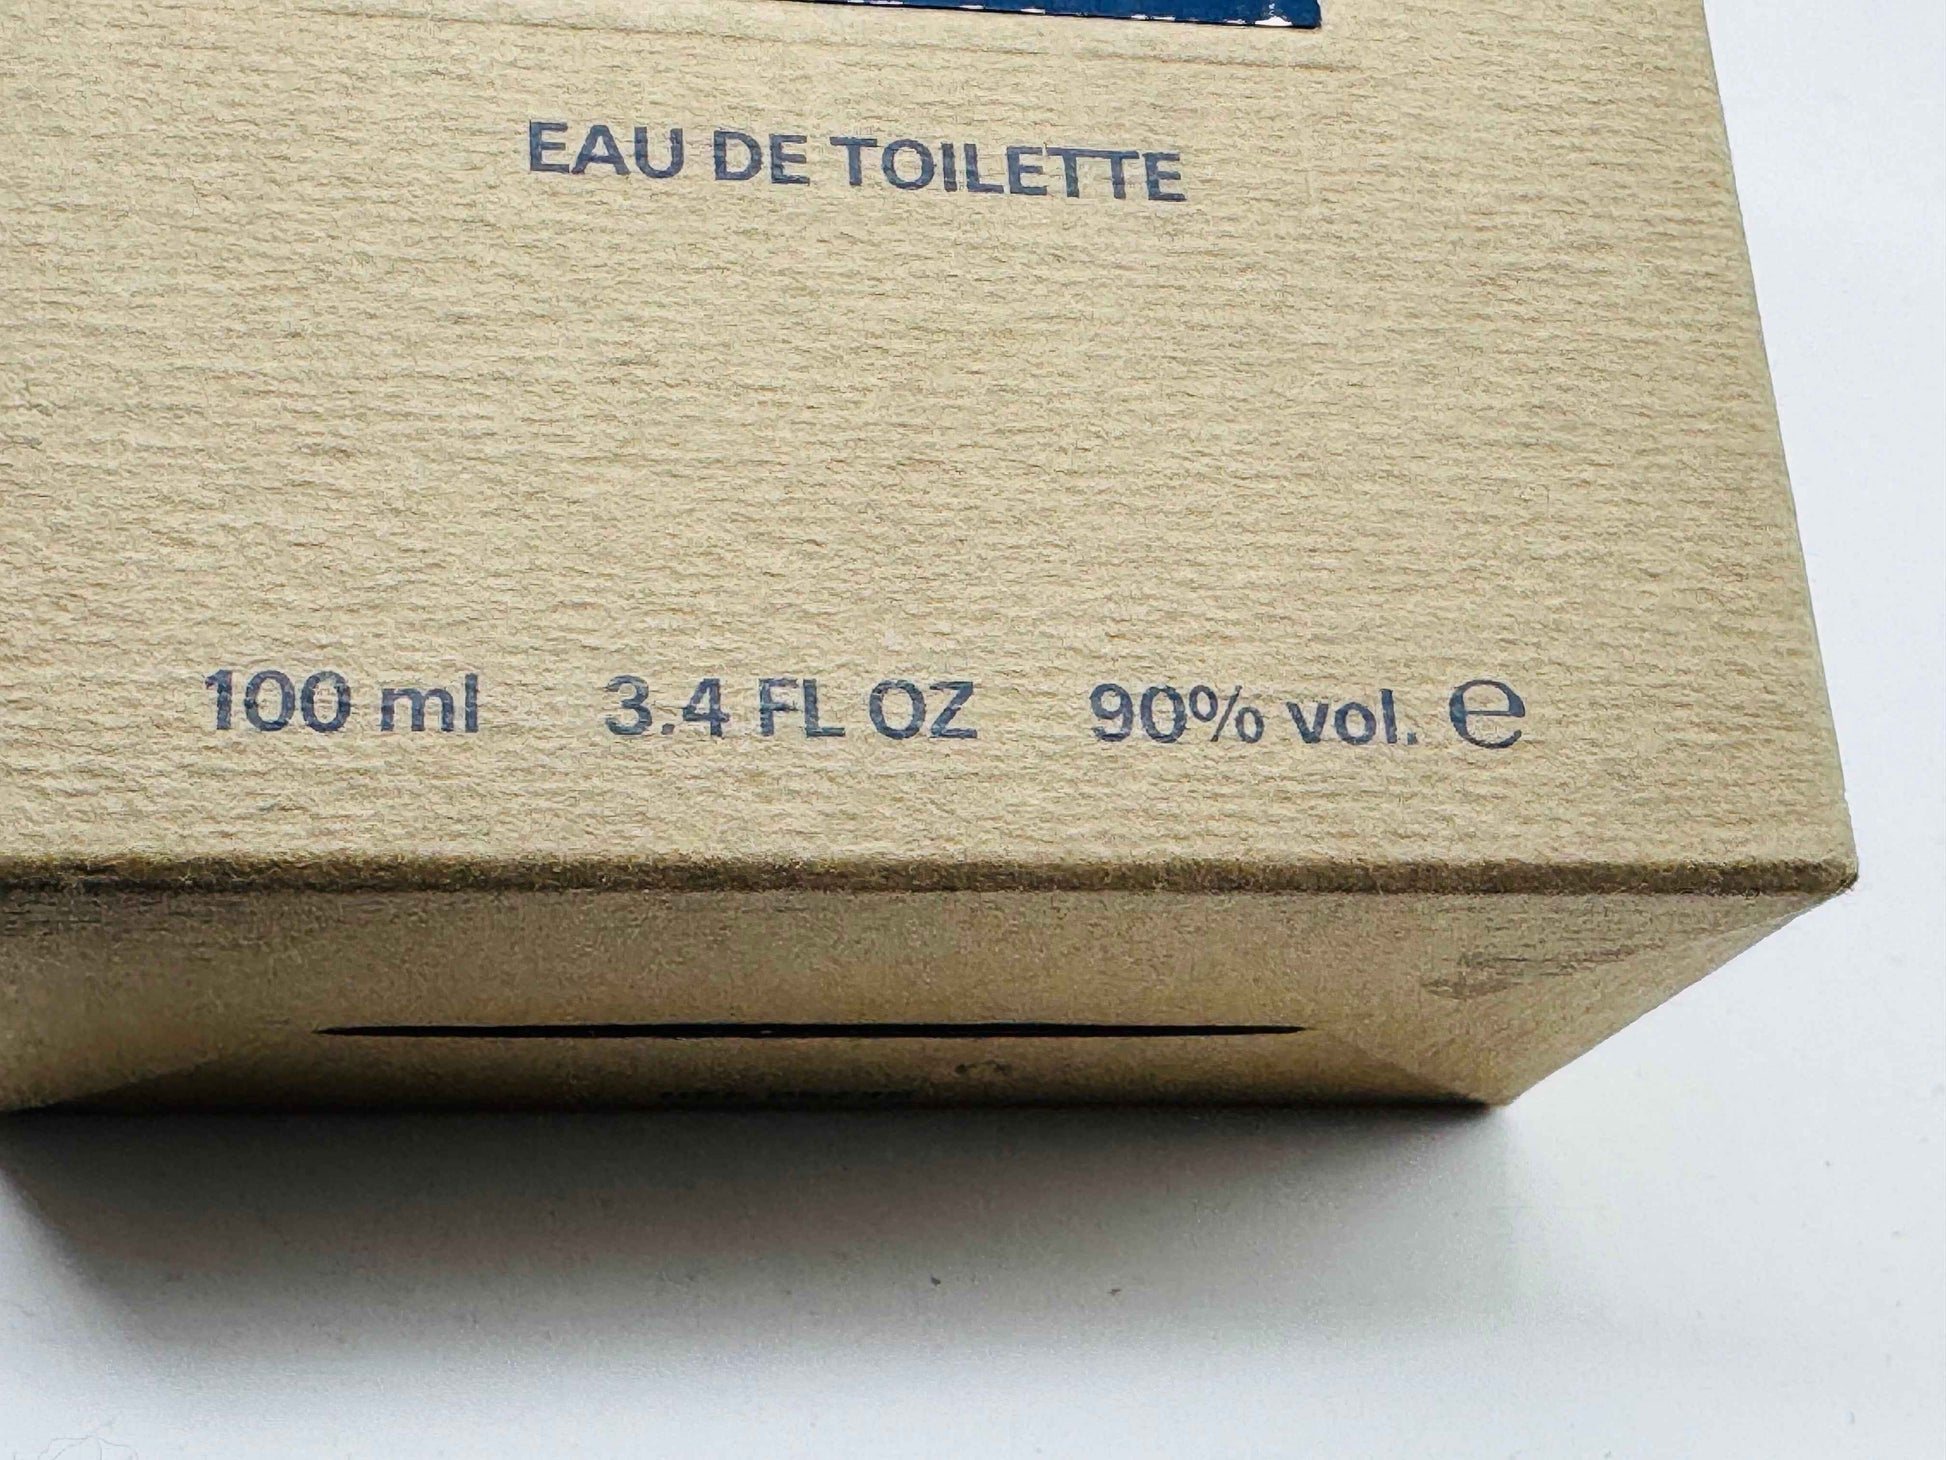 EAU DE TOILETTE
100 ml 3.4 FL OZ 90% vol. ℮